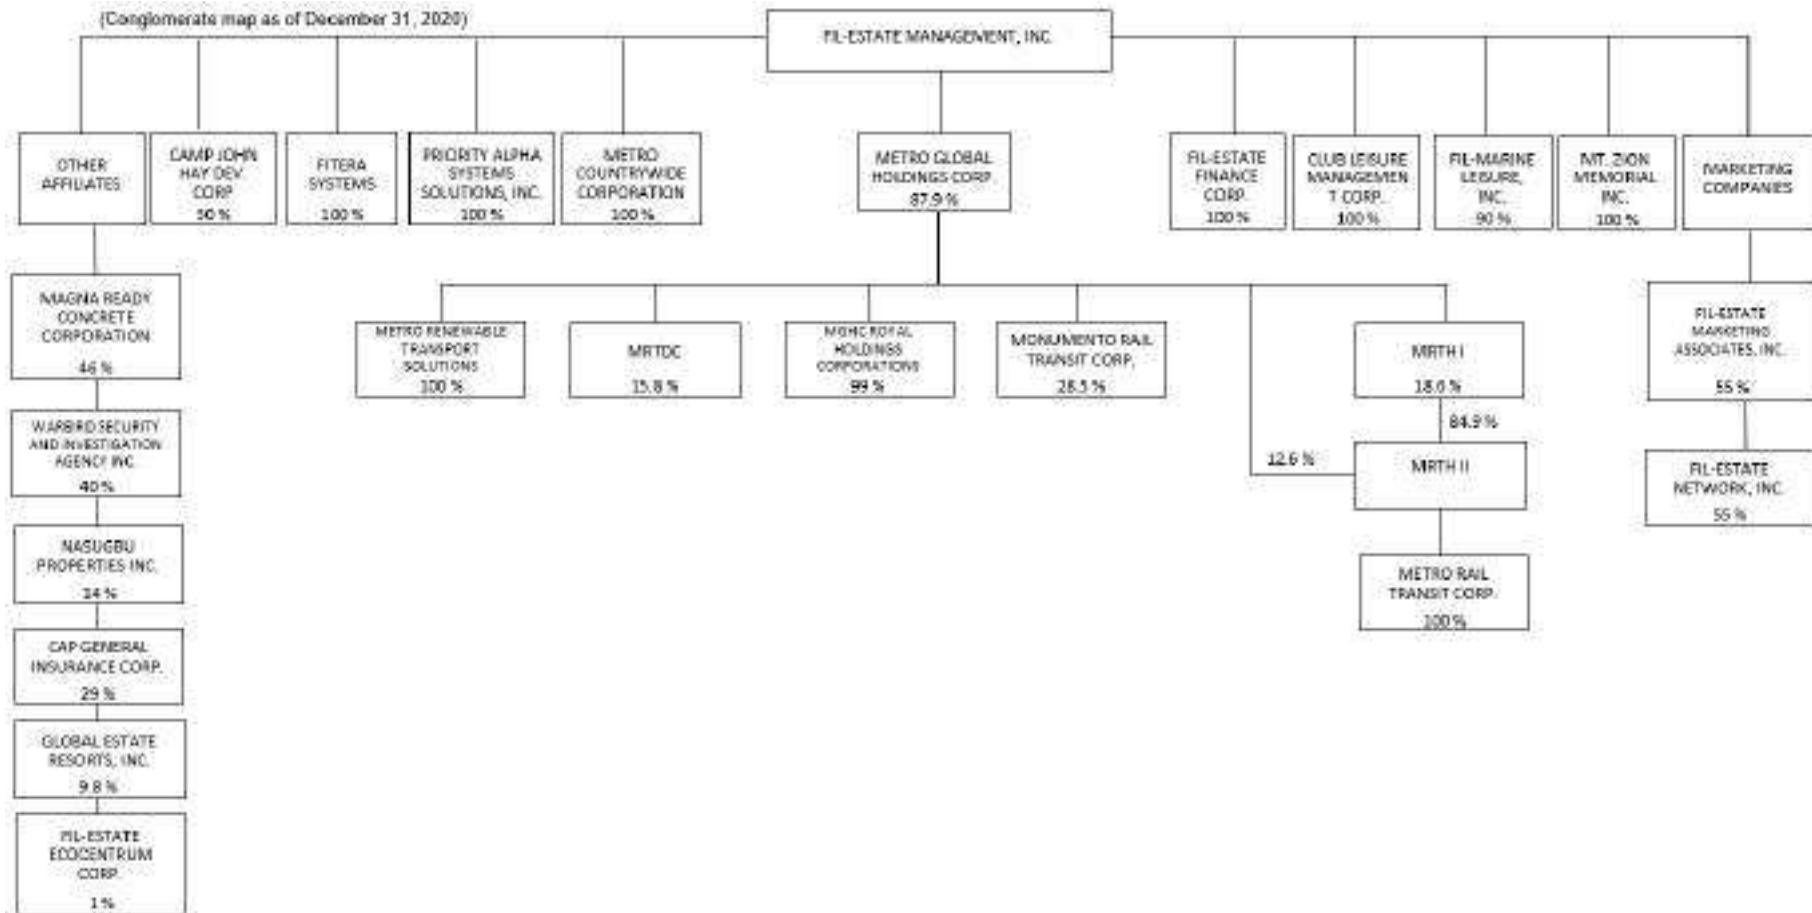 (Conglomerate map as of December 31, 2020)
FIL-ESTATE MANAGEMENT, INC.
OTHER
AFFILIATES
CAMP JOHN
HAY DEV.
CORP
FITERA
SYSTEMS
100 %
PRIORITY ALPHA
SYSTEMS
SOLUTIONS, INC.
100 %
METRO
COUNTRYWIDE
CORPORATION
100 %
METRO GLOBAL
HOLDINGS CORP.
87.9 %
FIL-ESTATE
FINANCE
CORP.
100 %
CLUB LEISURE
MANAGEMEN
T CORP.
100 %
FIL-MARINE
LEISURE,
INC.
90 %
MT. ZION
MEMORIAL
INC.
100 %
MARKETING
COMPANIES
MAGNA READY
CONCRETE
CORPORATION
46 %
WARBIRD SECURITY
AND INVESTIGATION
AGENCY INC.
40 %
NASUGBU
PROPERTIES INC.
CAP GENERAL
INSURANCE CORP.
29 %
GLOBAL ESTATE
RESORTS, INC.
9.8 %
FIL-ESTATE
ECOCENTRUM
CORP.
1 %
METRO RENEWABLE
TRANSPORT
SOLUTIONS
100 %
MRTDC
15.8 %
MGHC ROYAL
HOLDINGS
CORPORATIONS
99 %
MONUMENTO RAIL
TRANSIT CORP.
MRTH I
84.9 %
12.6 %
MRTH II
METRO RAIL
TRANSIT CORP.
100 %
FIL-ESTATE
MARKETING
ASSOCIATES, INC.
55 %
FIL-ESTATE
NETWORK, INC.
55 %